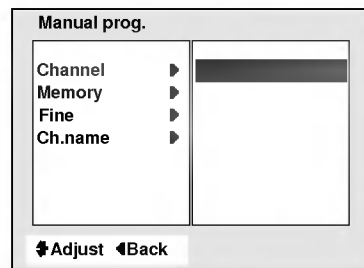 Manual prog.
Channel
Memory
Fine
Ch.name
Adjust Back